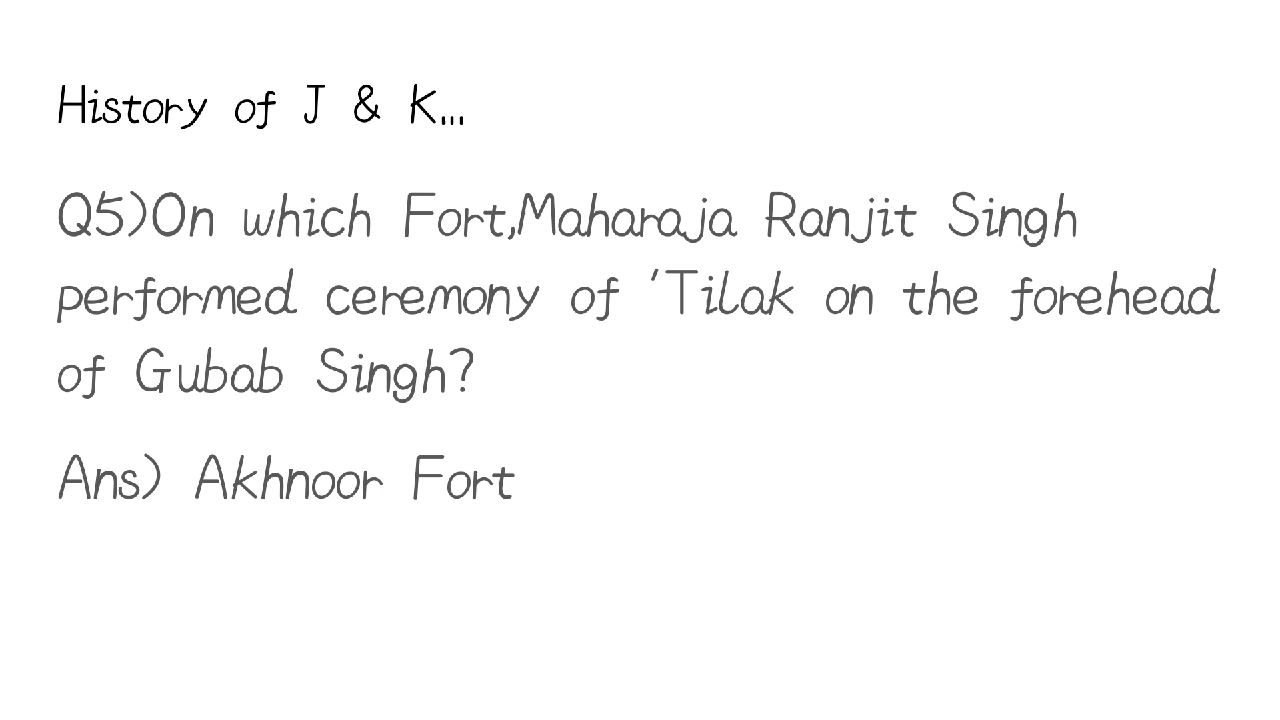 History of J & K...
Q5)On which Fort,Maharaja Ranjit Singh
performed ceremony of 'Tilak on the forehead
of Gubab Singh?
Ans) Akhnoor Fort